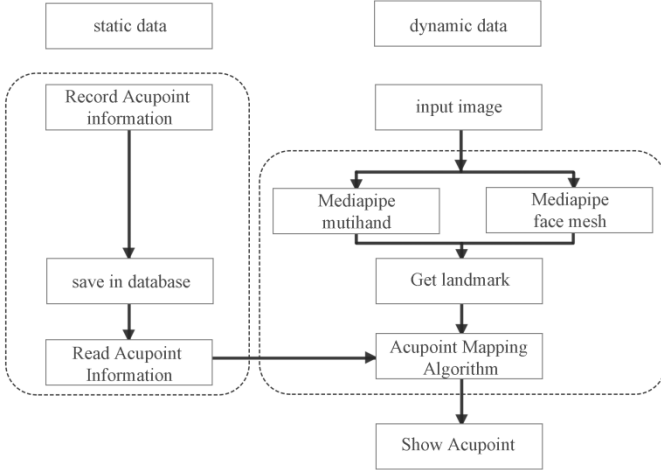 static data
dynamic data
Record Acupoint
information
input image
Mediapipe
mutihand
Mediapipe
face mesh
save in database
Get landmark
Read Acupoint
Information
Acupoint Mapping
Algorithm
Show Acupoint